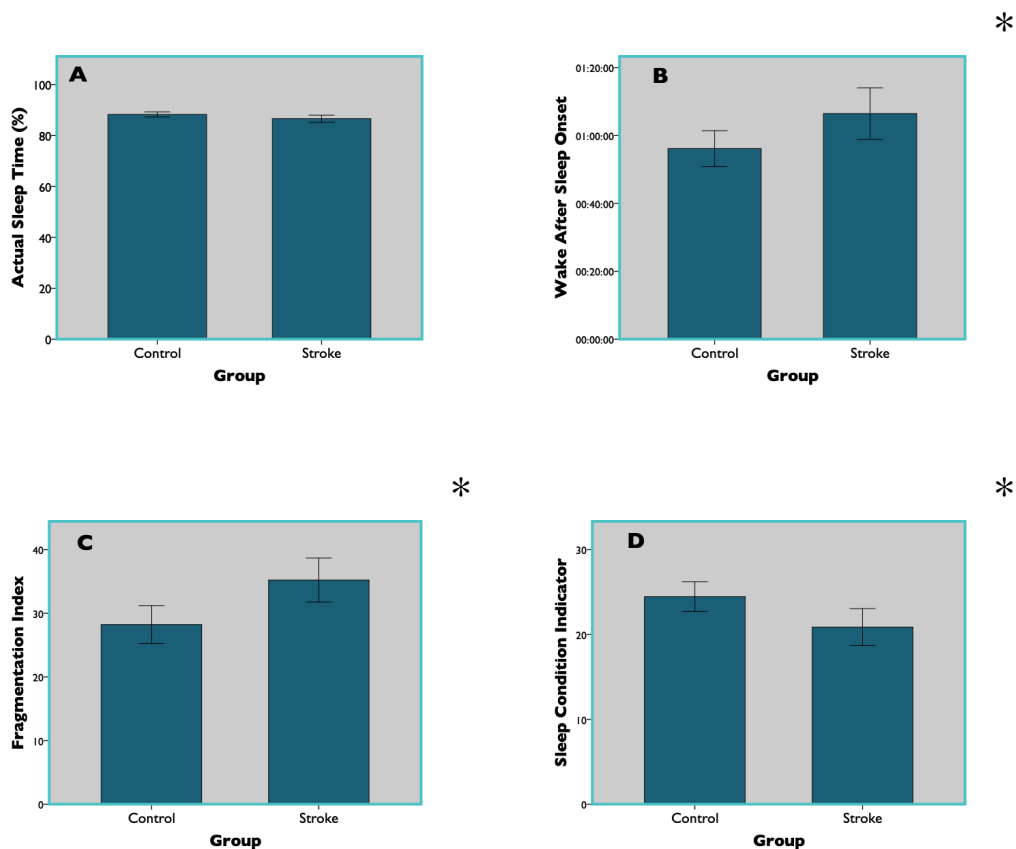 *
A
Actual Sleep Time (%)
100
80
60
40
20
0
Control Stroke
Group
B
Wake After Sleep Onset
01:20:00
01:00:00
00:40:00
00:20:00
00:00:00
Control Stroke
Group
*
C
Fragmentation Index
40
30
20
10
0
Control Stroke
Group
*
D
Sleep Condition Indicator
30
20
10
0
Control Stroke
Group